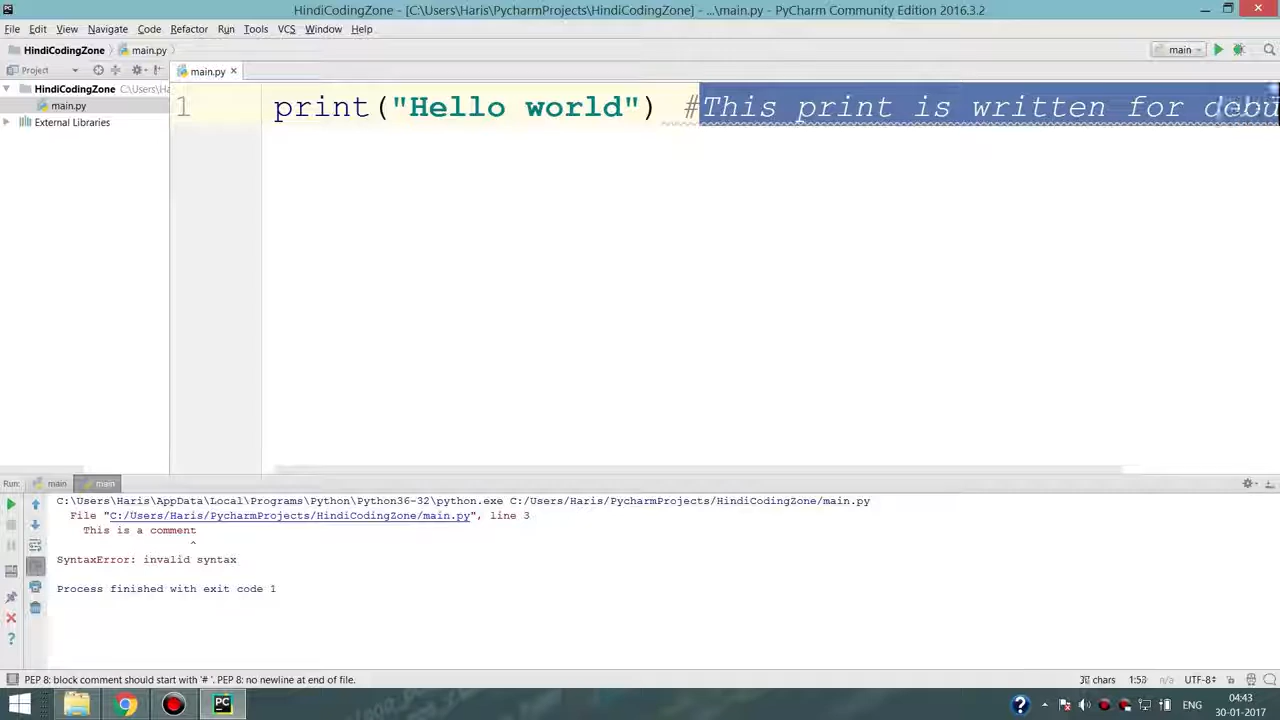 HindiCodingZone - [C:\Users\Haris\PycharmProjects\HindiCodingZone] - ...\main.py - PyCharm Community Edition 2016.3.2
File Edit View Navigate Code Refactor Run Tools VCS Window Help
HindiCodingZone main.py main
Project main.py
HindiCodingZone C:\Users\Ha
main.py
External Libraries
1 print("Hello world") #This print is written for debu
Run: main main
C:\Users\Haris\AppData\Local\Programs\Python\Python36-32\python.exe C:/Users/Haris/PycharmProjects/HindiCodingZone/main.py
File "C:/Users/Haris/PycharmProjects/HindiCodingZone/main.py", line 3
This is a comment
^
SyntaxError: invalid syntax
Process finished with exit code 1
PEP 8: block comment should start with '# '. PEP 8: no newline at end of file. chars 1:53 n/a UTF-8
ENG 04:43
30-01-2017